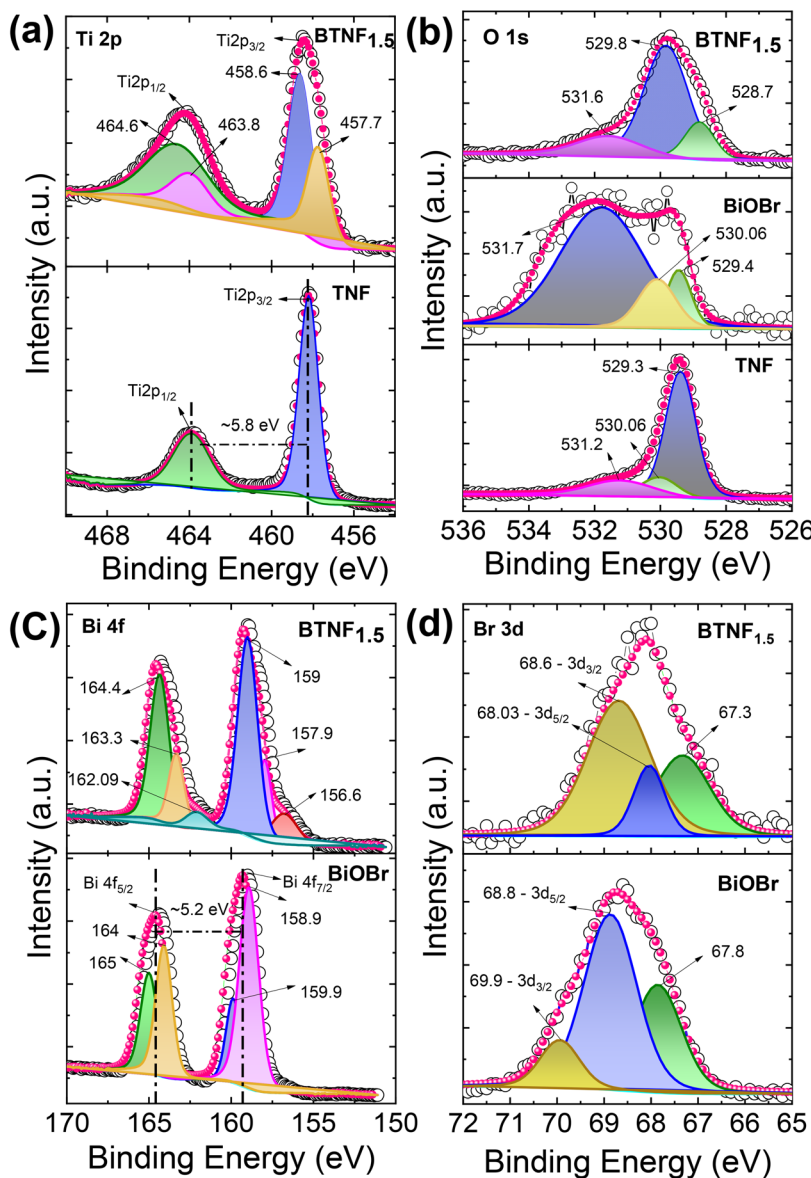 (a)
Ti 2p
Ti2p3/2
BTNF1.5
458.6
Ti2p1/2
464.6
463.8
457.7
Ti2p3/2
TNF
Ti2p1/2
~5.8 eV
468 464 460 456
Binding Energy (eV)
Intensity (a.u.)
(b)
O 1s
529.8
BTNF1.5
531.6
528.7
BiOBr
531.7
530.06
529.4
TNF
529.3
530.06
531.2
536 534 532 530 528 526
Binding Energy (eV)
Intensity (a.u.)
(C)
Bi 4f
BTNF1.5
164.4
159
163.3
157.9
162.09
156.6
BiOBr
Bi 4f5/2
~5.2 eV
Bi 4f7/2
164
158.9
165
159.9
170 165 160 155 150
Binding Energy (eV)
Intensity (a.u.)
(d)
Br 3d
BTNF1.5
68.6 - 3d3/2
68.03 - 3d5/2
67.3
BiOBr
68.8 - 3d5/2
67.8
69.9 - 3d3/2
72 71 70 69 68 67 66 65
Binding Energy (eV)
Intensity (a.u.)